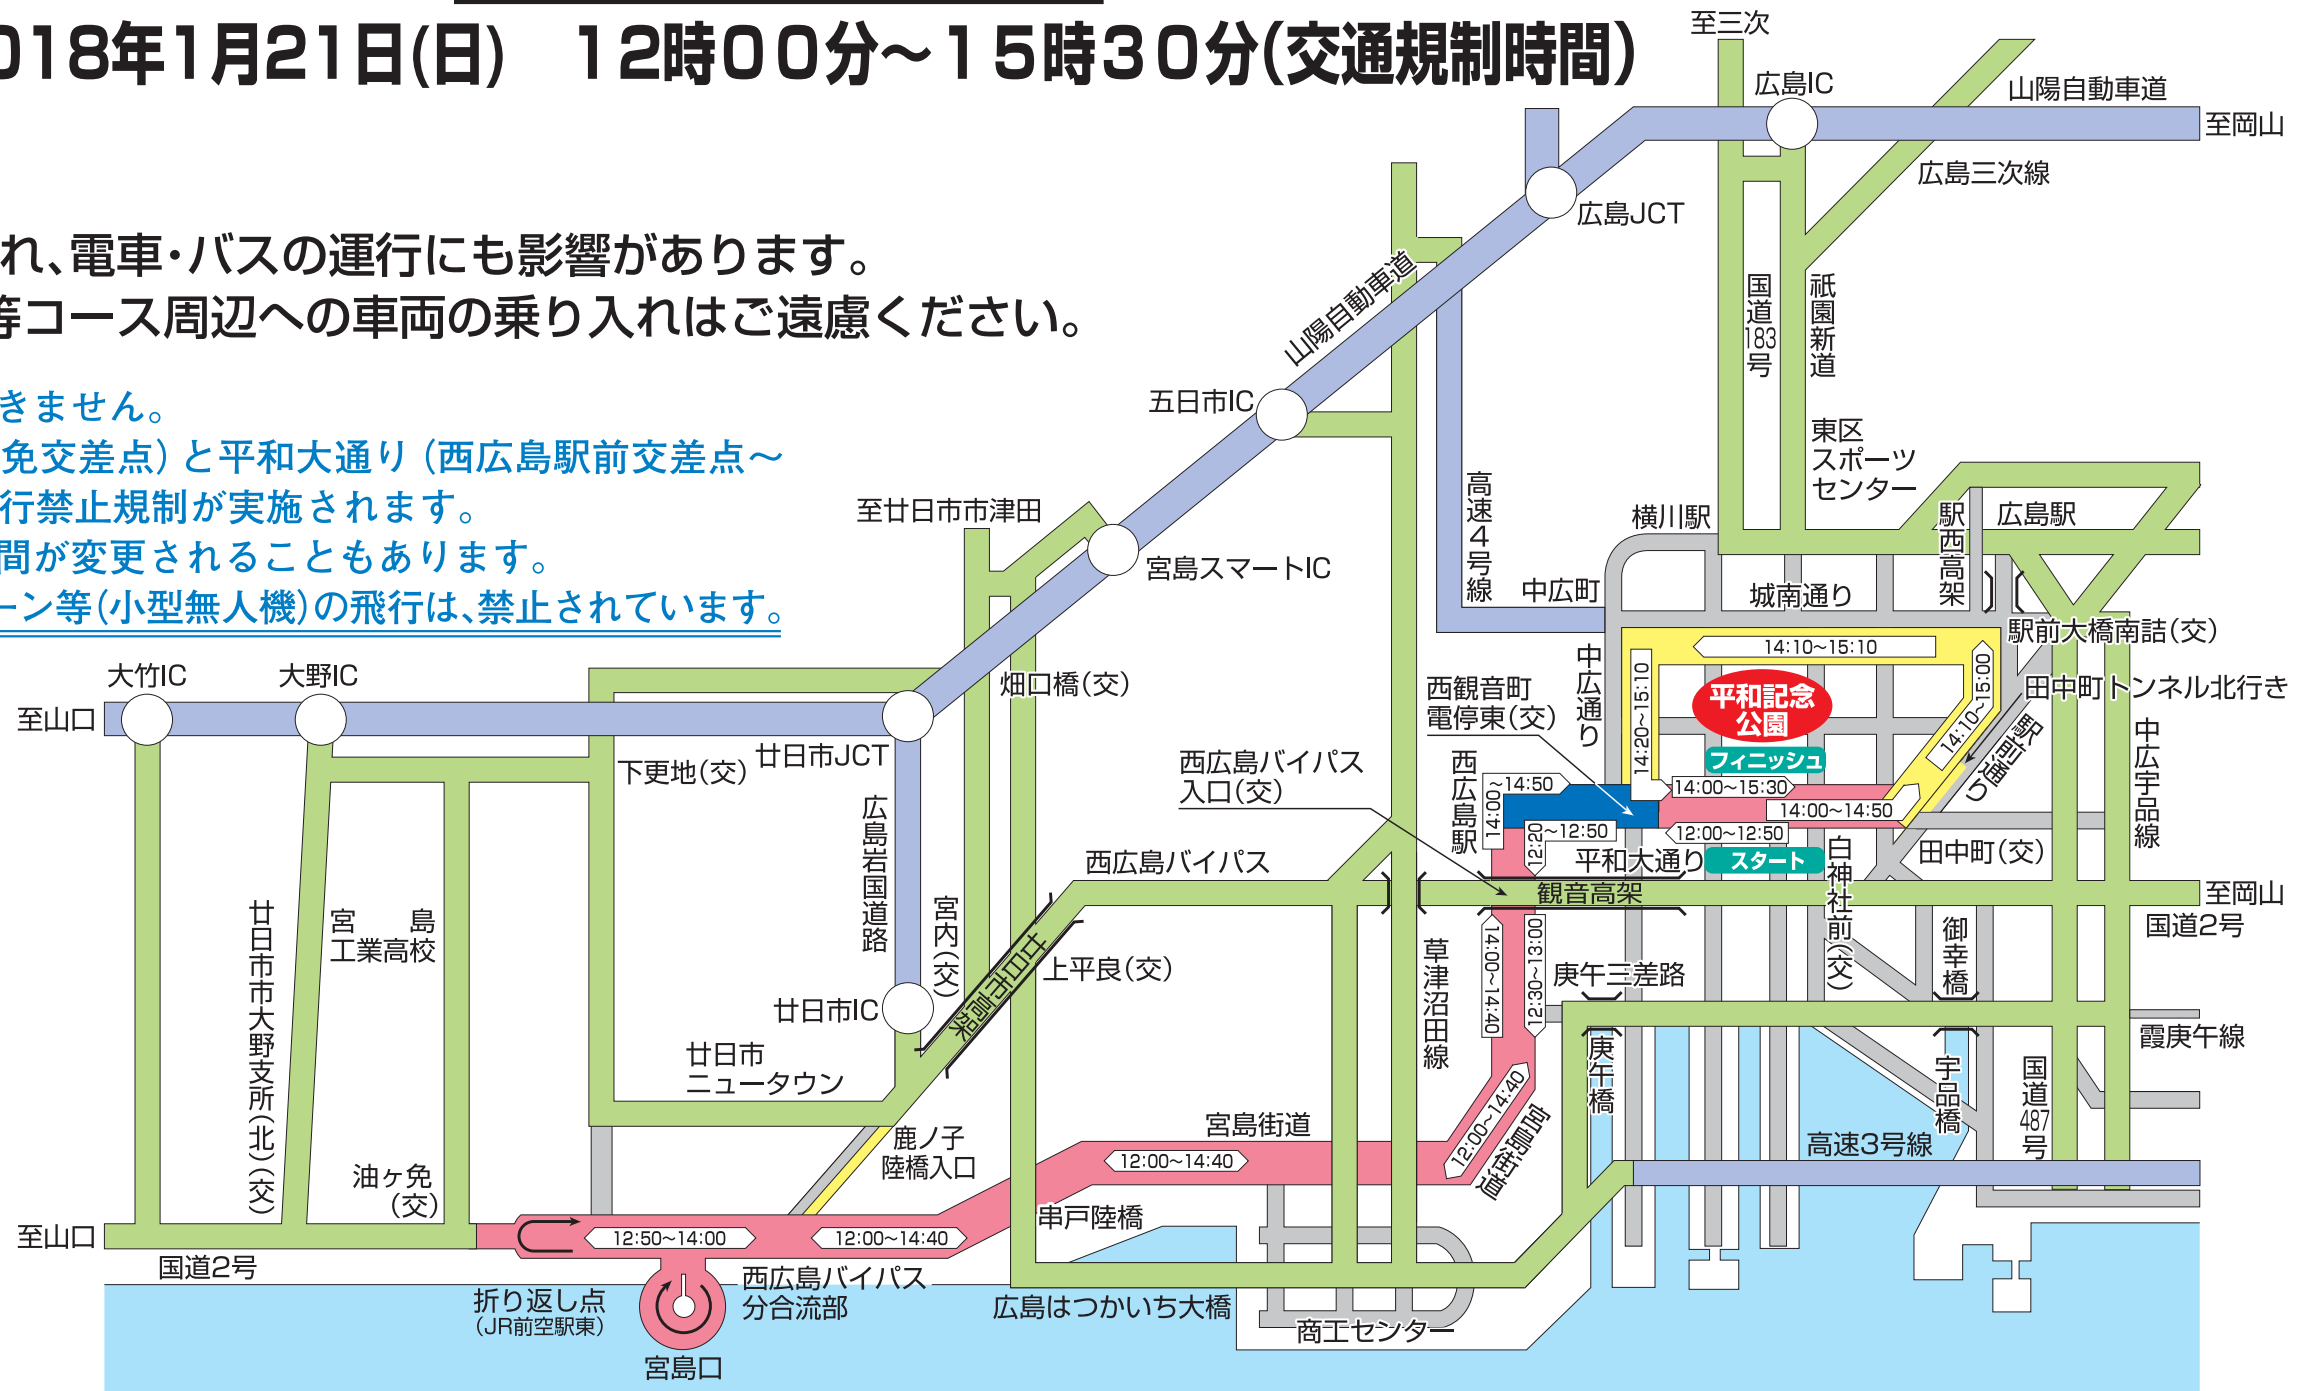 018年1月21日(日)　12時00分〜15時30分(交通規制時間)
れ、電車・バスの運行にも影響があります。
等コース周辺への車両の乗り入れはご遠慮ください。
きません。
免交差点)と平和大通り(西広島駅前交差点〜
行禁止規制が実施されます。
間が変更されることもあります。
ーン等(小型無人機)の飛行は、禁止されています。
至三次
広島IC
山陽自動車道
至岡山
広島三次線
広島JCT
山陽自動車道
国道183号
祇園新道
五日市IC
東区
スポーツ
センター
高速4号線
横川駅
駅西高架
広島駅
至廿日市市津田
宮島スマートIC
中広町
城南通り
駅前大橋南詰(交)
14:10〜15:10
中広通り
14:20〜15:10
14:10〜15:00
大竹IC
大野IC
畑口橋(交)
西観音町
電停東(交)
平和記念
公園
田中町トンネル北行き
至山口
駅前通り
中広宇品線
廿日市JCT
下更地(交)
西広島バイパス
入口(交)
西広島駅
フィニッシュ
14:00〜14:50
14:00〜15:30
14:00〜14:50
12:20〜12:50
12:00〜12:50
広島岩国道路
西広島バイパス
平和大通り
スタート
白神社前(交)
田中町(交)
観音高架
至岡山
国道2号
廿日市市大野支所(北)(交)
宮島
工業高校
宮内(交)
廿日市高架
上平良(交)
草津沼田線
14:00〜14:40
12:30〜13:00
庚午三差路
御幸橋
廿日市IC
霞庚午線
廿日市
ニュータウン
庚午橋
宇品橋
国道487号
12:00〜14:40
宮島街道
宮島街道
鹿ノ子
陸橋入口
高速3号線
12:00〜14:40
油ヶ免
(交)
串戸陸橋
至山口
12:50〜14:00
12:00〜14:40
国道2号
西広島バイパス
分合流部
折り返し点
(JR前空駅東)
広島はつかいち大橋
商工センター
宮島口